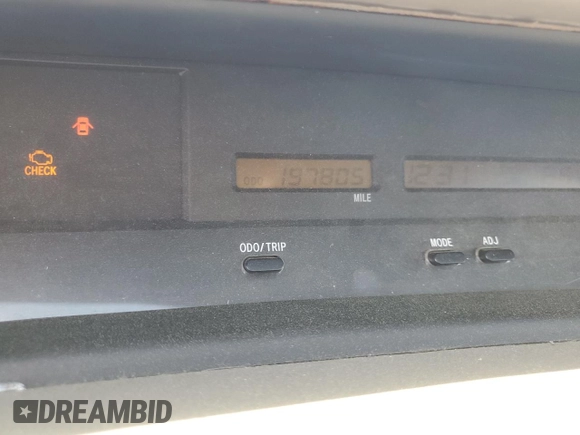 CHECK
ODO 197805
MILE
ODO/TRIP
MODE
ADJ
DREAMBID